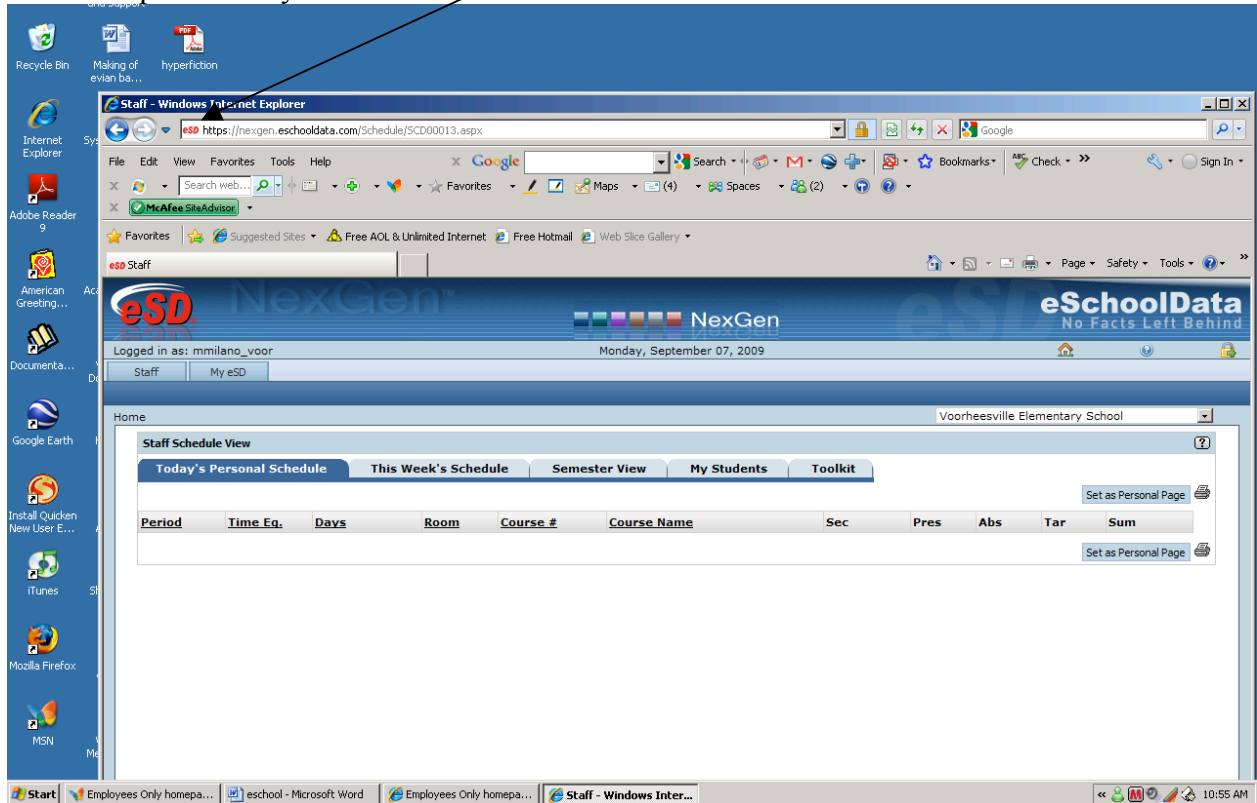 Recycle Bin
Making of evian ba...
hyperfiction
Internet Explorer
Adobe Reader 9
American Greeting...
Documenta...
Google Earth
Install Quicken New User E...
iTunes
Mozilla Firefox
MSN
Staff - Windows Internet Explorer
eSD https://nexgen.eschooldata.com/Schedule/SCD00013.aspx
Google
File Edit View Favorites Tools Help
x Google Search Bookmarks Check Sign In
x Search web... Favorites Maps (4) Spaces (2)
x McAfee SiteAdvisor
Favorites Suggested Sites Free AOL & Unlimited Internet Free Hotmail Web Slice Gallery
eSD Staff
Page Safety Tools
eSD NexGen™ NexGen eSD eSchoolData
No Facts Left Behind
Logged in as: mmilano_voor Monday, September 07, 2009
Staff My eSD
Home Voorheesville Elementary School
Staff Schedule View ?
Today's Personal Schedule This Week's Schedule Semester View My Students Toolkit
Set as Personal Page
Period Time Eq. Days Room Course # Course Name Sec Pres Abs Tar Sum
Set as Personal Page
Start Employees Only homepa... eschool - Microsoft Word Employees Only homepa... Staff - Windows Inter... 10:55 AM